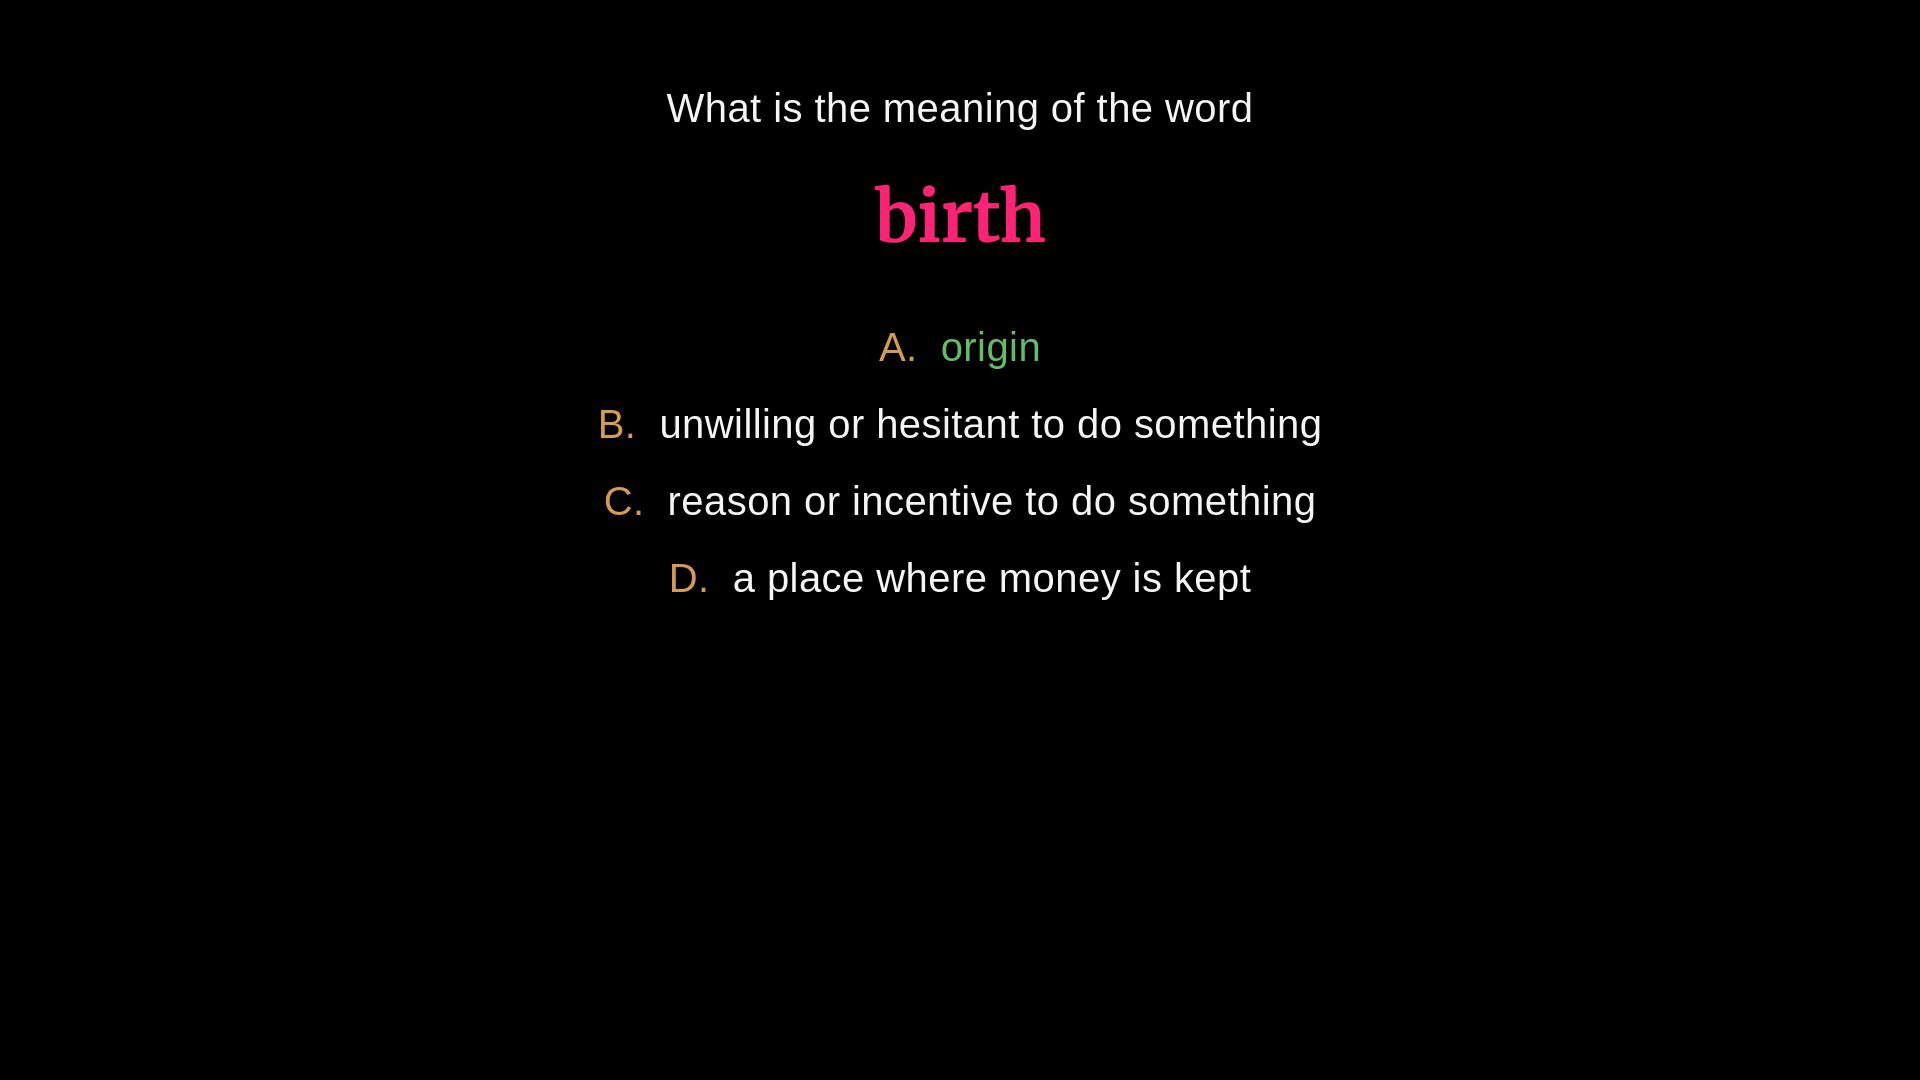 What is the meaning of the word
birth
A. origin
B. unwilling or hesitant to do something
C. reason or incentive to do something
D. a place where money is kept